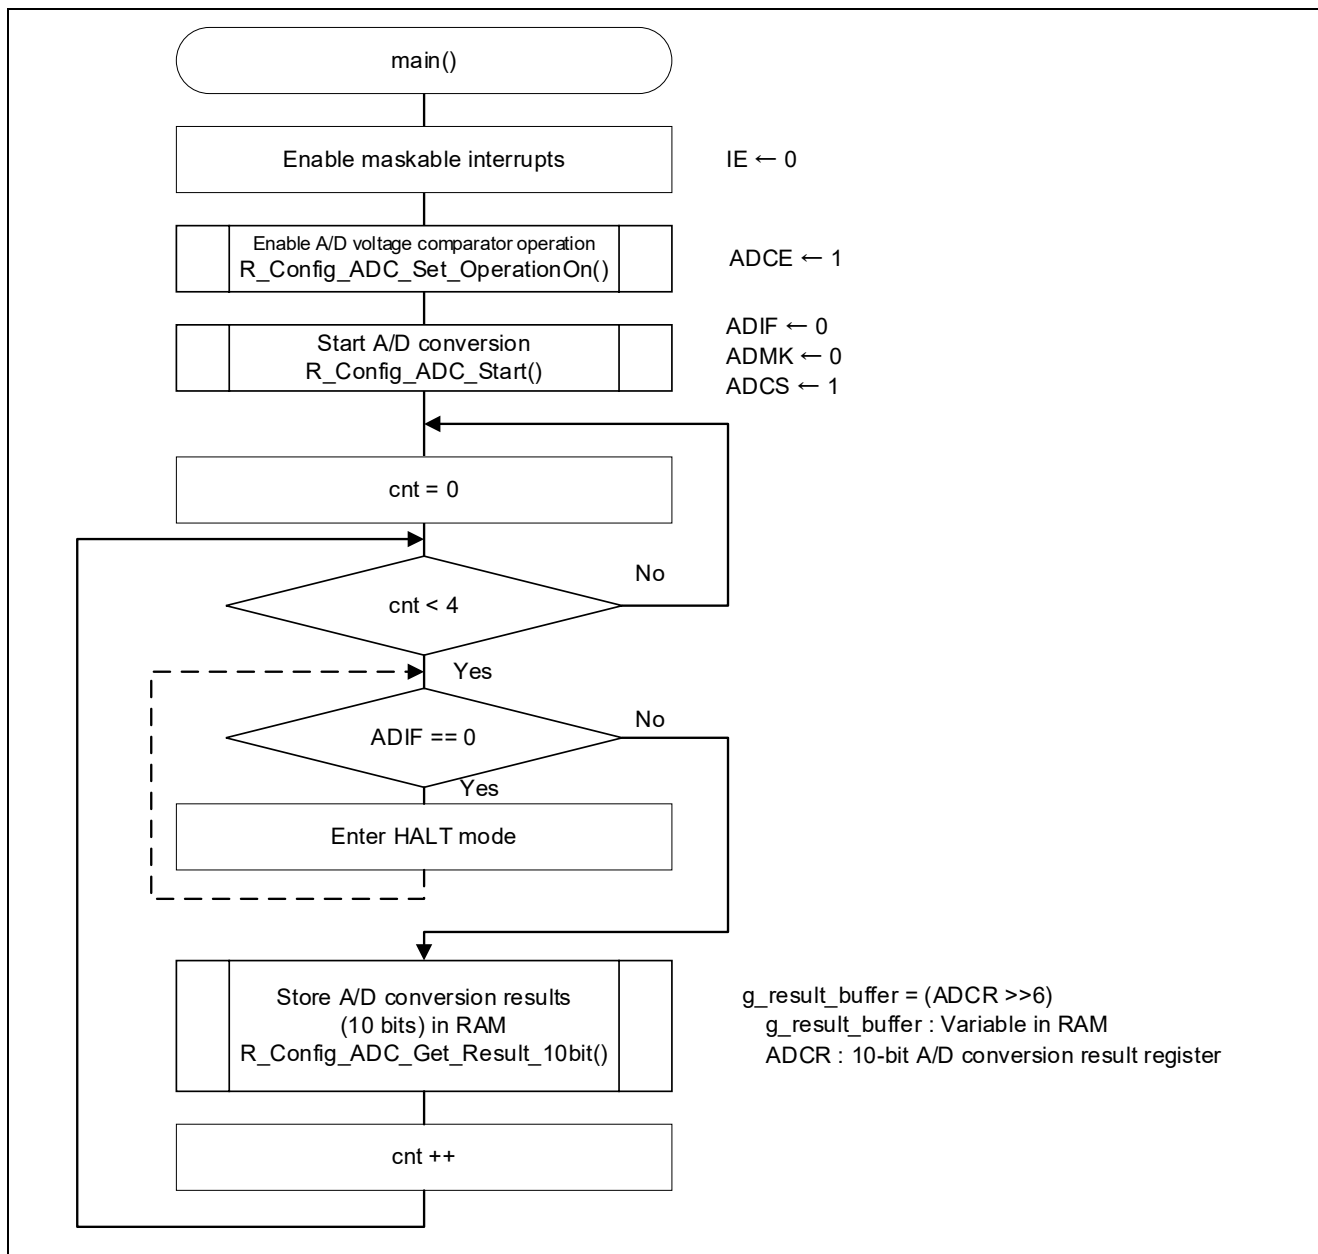 main()
Enable maskable interrupts
IE ← 0
Enable A/D voltage comparator operation
R_Config_ADC_Set_OperationOn()
ADCE ← 1
Start A/D conversion
R_Config_ADC_Start()
ADIF ← 0
ADMK ← 0
ADCS ← 1
cnt = 0
cnt < 4
No
Yes
ADIF == 0
No
Yes
Enter HALT mode
Store A/D conversion results
(10 bits) in RAM
R_Config_ADC_Get_Result_10bit()
g_result_buffer = (ADCR >>6)
g_result_buffer : Variable in RAM
ADCR : 10-bit A/D conversion result register
cnt ++